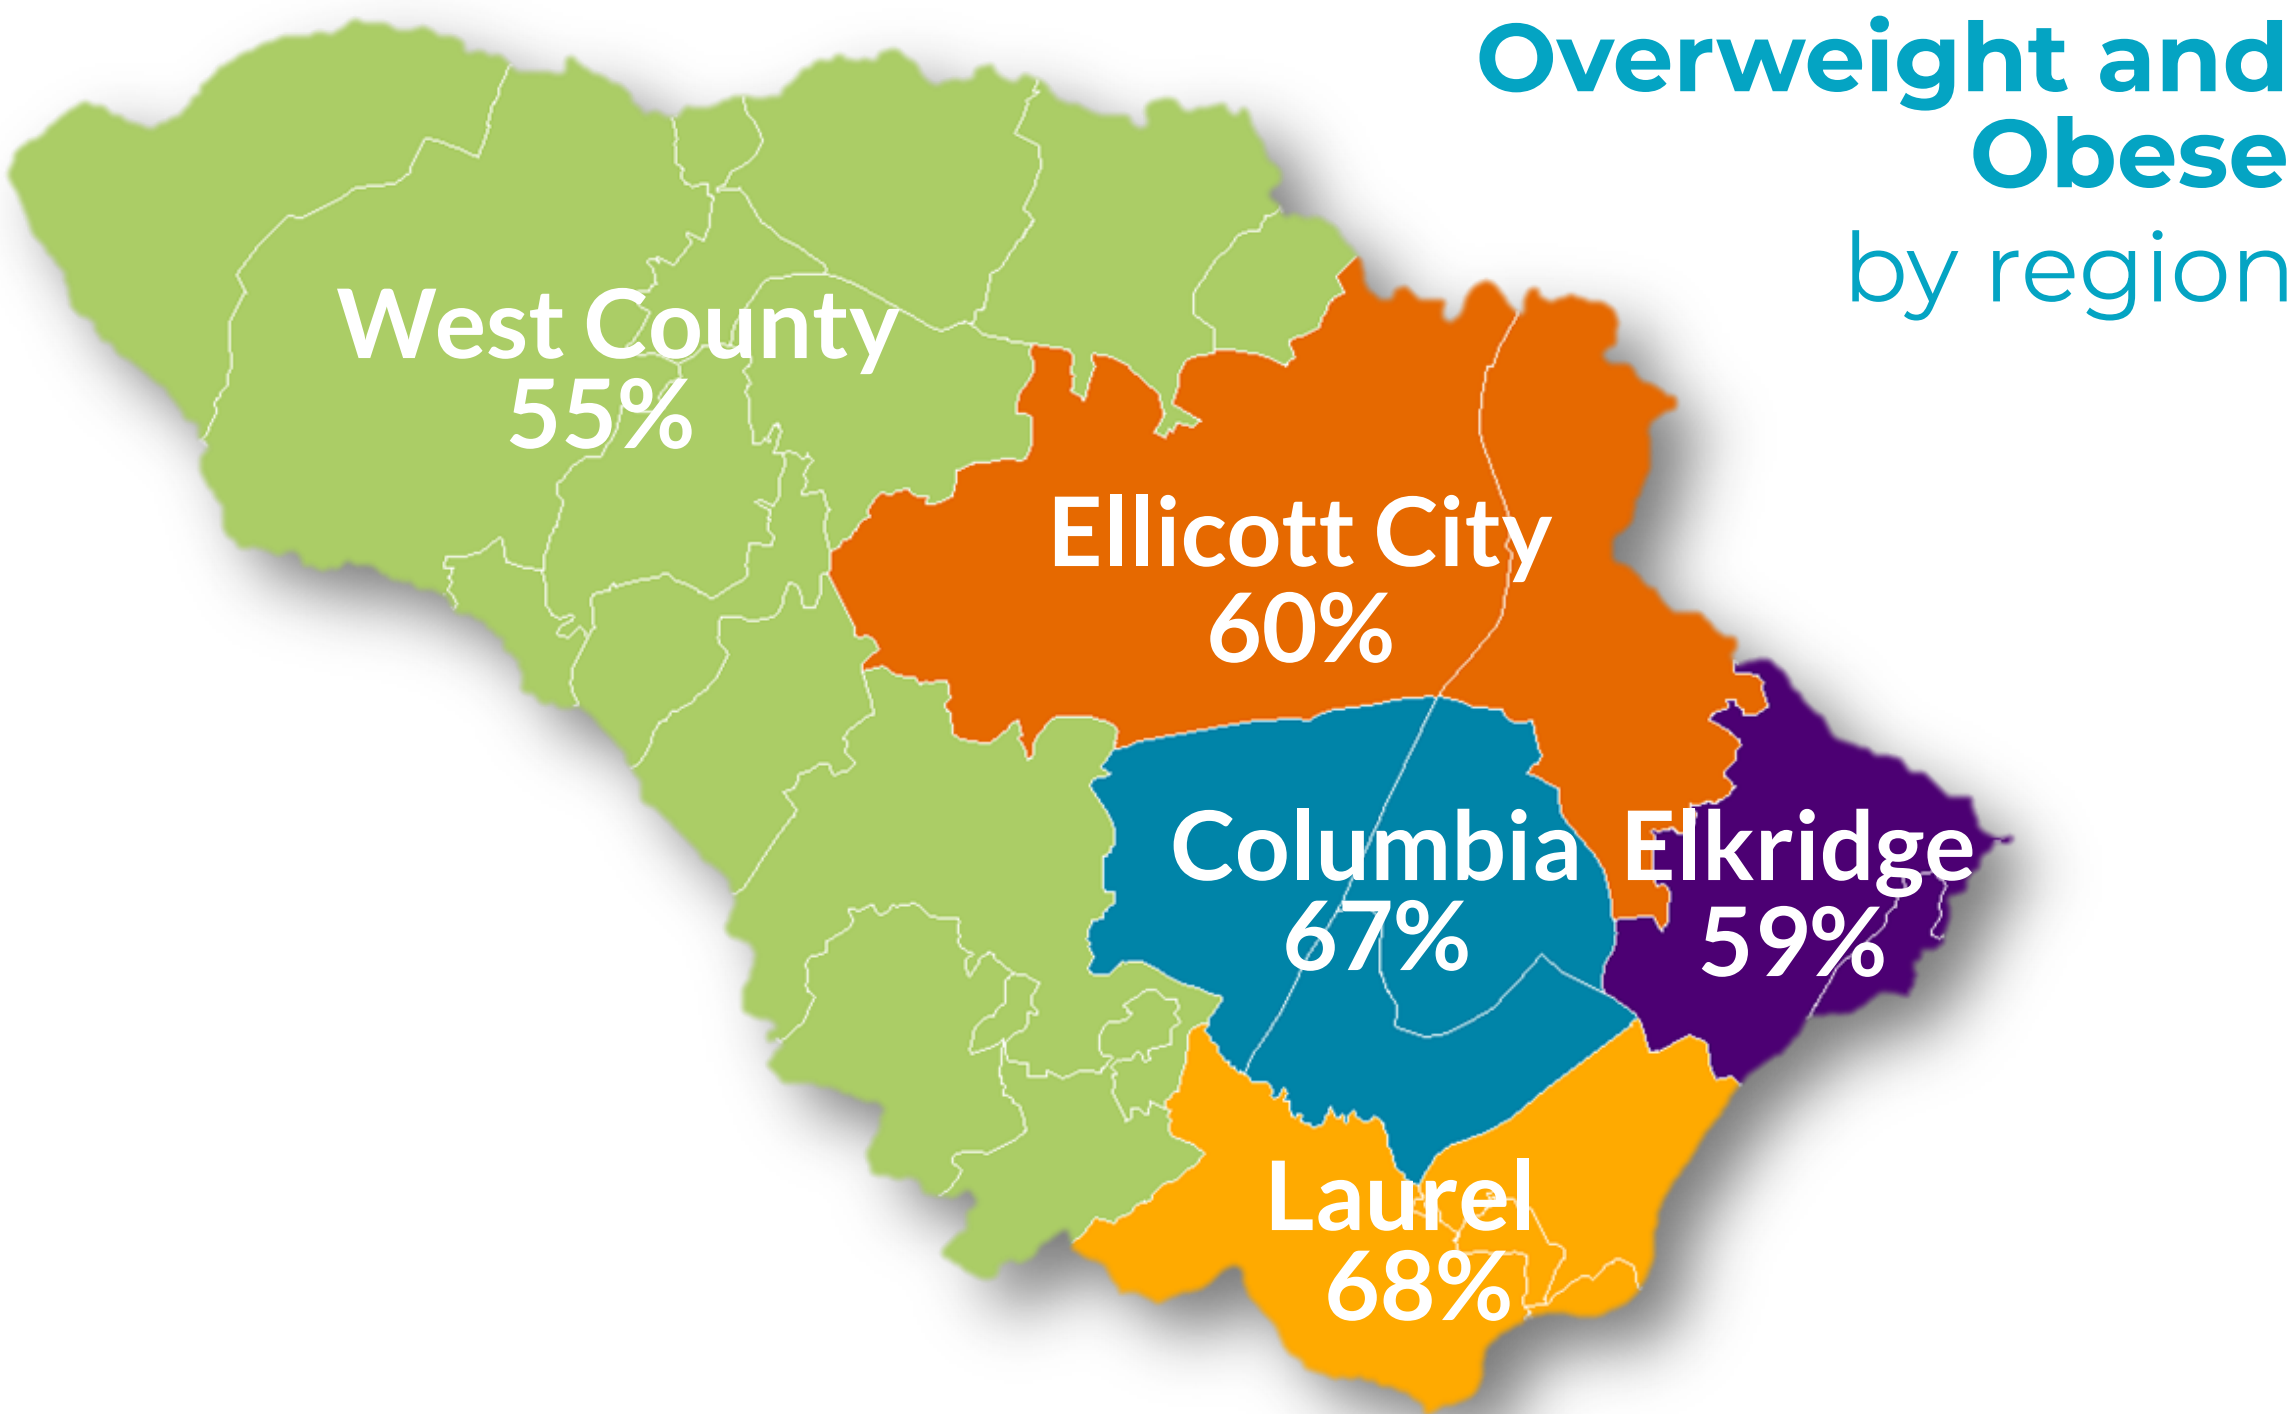 Overweight and
Obese
by region
West County
55%
Ellicott City
60%
Columbia
67%
Elkridge
59%
Laurel
68%